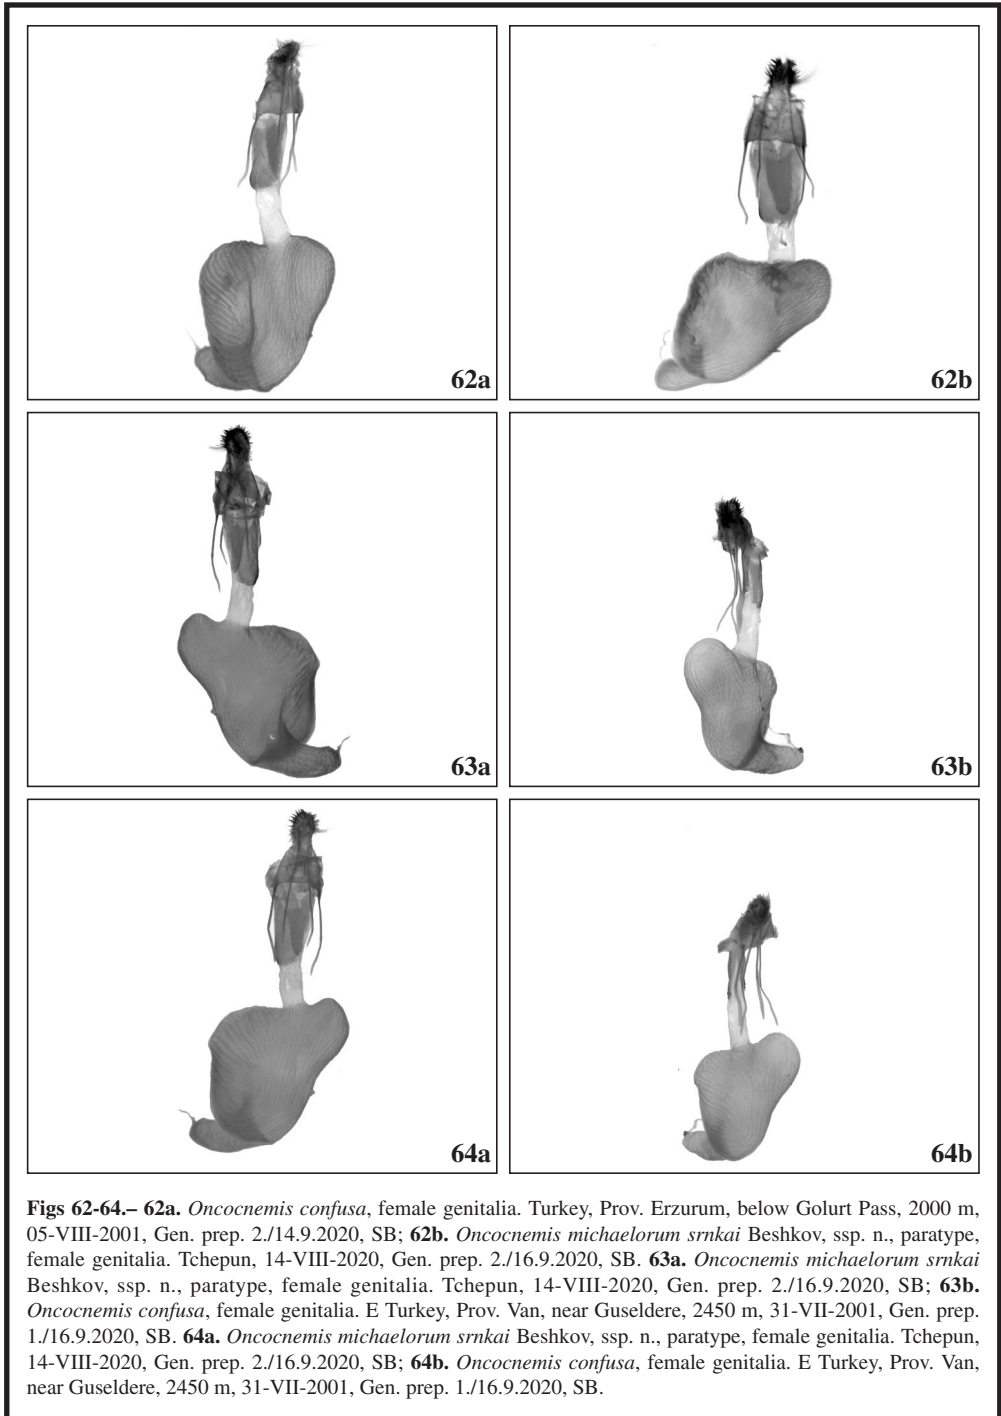 62a
62b
63a
63b
64a
64b
Figs 62-64.– 62a. Oncocnemis confusa, female genitalia. Turkey, Prov. Erzurum, below Golurt Pass, 2000 m,
05-VIII-2001, Gen. prep. 2./14.9.2020, SB; 62b. Oncocnemis michaelorum srnkai Beshkov, ssp. n., paratype,
female genitalia. Tchepun, 14-VIII-2020, Gen. prep. 2./16.9.2020, SB. 63a. Oncocnemis michaelorum srnkai
Beshkov, ssp. n., paratype, female genitalia. Tchepun, 14-VIII-2020, Gen. prep. 2./16.9.2020, SB; 63b.
Oncocnemis confusa, female genitalia. E Turkey, Prov. Van, near Guseldere, 2450 m, 31-VII-2001, Gen. prep.
1./16.9.2020, SB. 64a. Oncocnemis michaelorum srnkai Beshkov, ssp. n., paratype, female genitalia. Tchepun,
14-VIII-2020, Gen. prep. 2./16.9.2020, SB; 64b. Oncocnemis confusa, female genitalia. E Turkey, Prov. Van,
near Guseldere, 2450 m, 31-VII-2001, Gen. prep. 1./16.9.2020, SB.